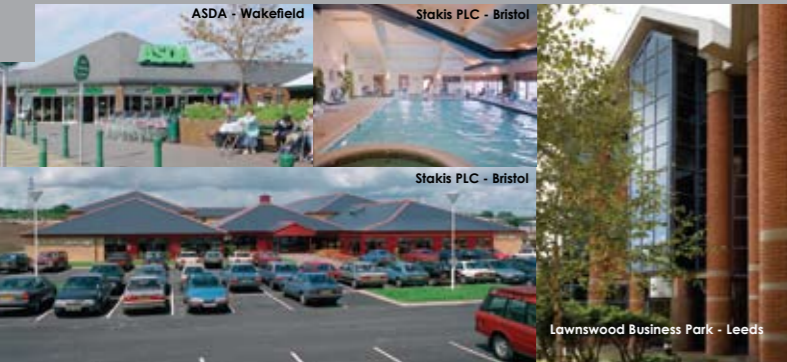 ASDA - Wakefield
ASDA
Stakis PLC - Bristol
Stakis PLC - Bristol
Lawnswood Business Park - Leeds